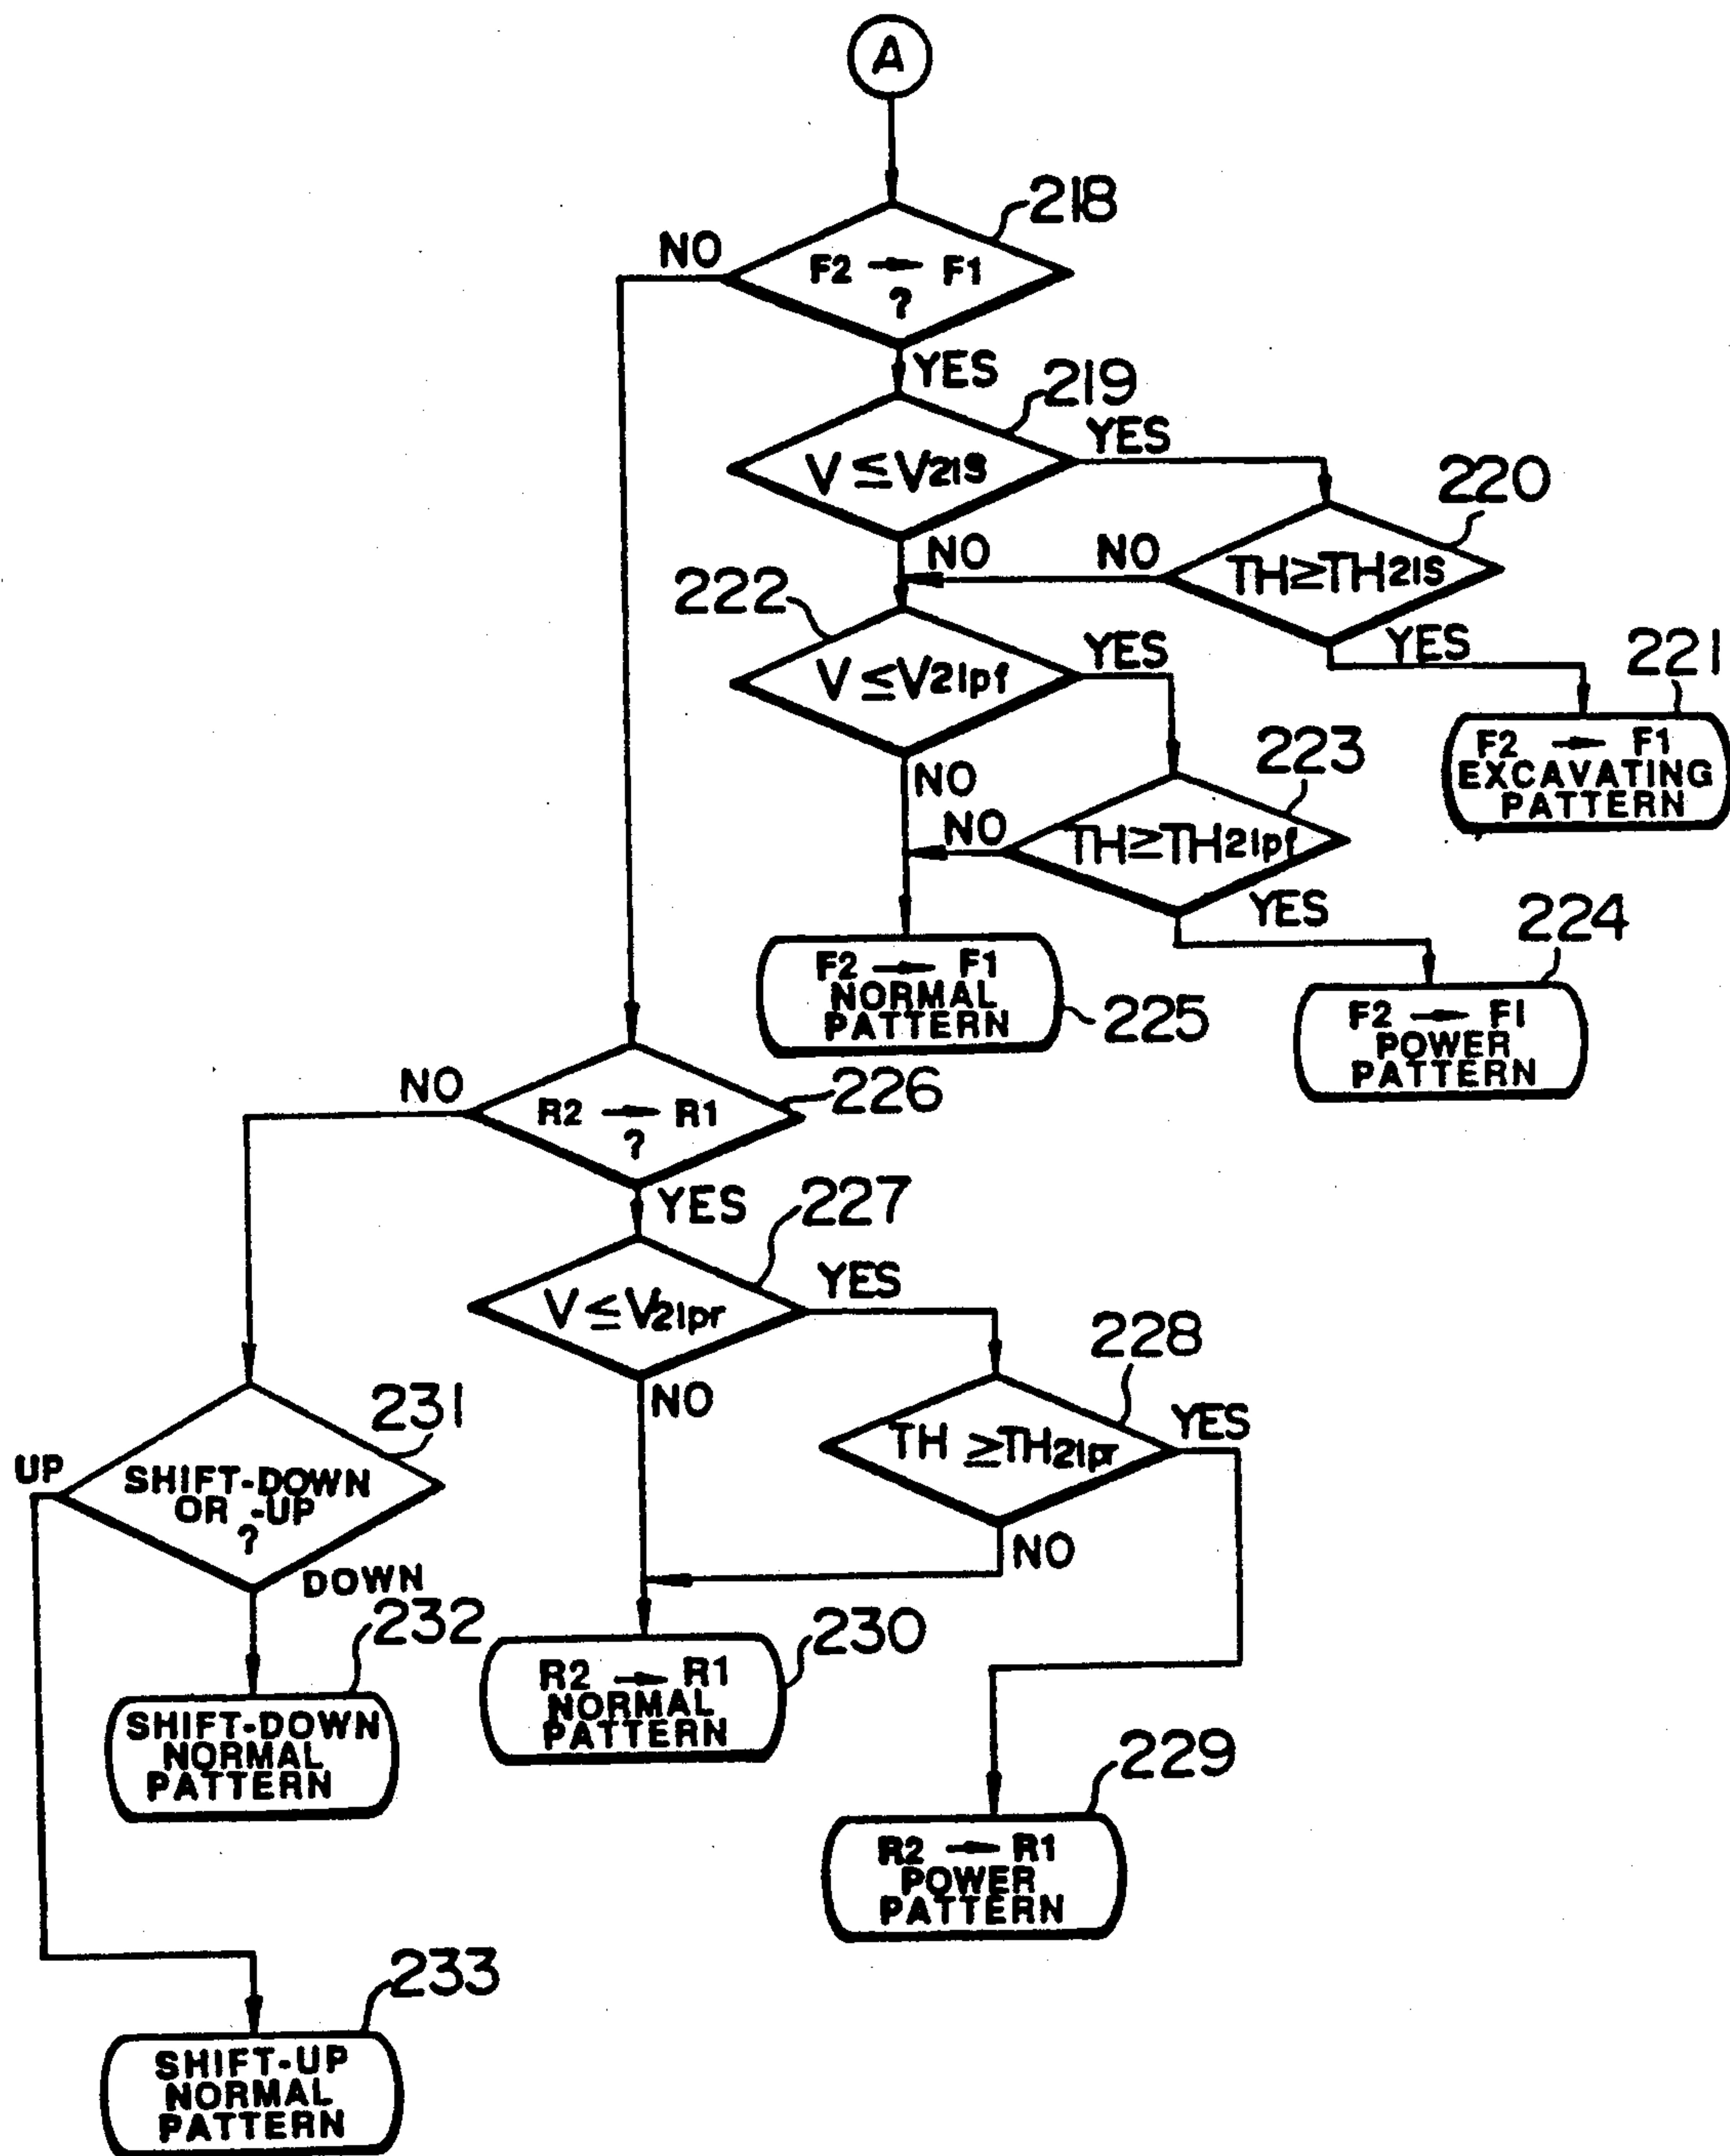 A
218
NO
F2 → F1
?
YES
219
YES
V ≦ V21S
220
NO
NO
TH≧TH21S
222
YES
YES
221
V ≦ V21pf
223
F2 → F1
EXCAVATING
PATTERN
NO
NO
TH≧TH21pf
YES
224
F2 → F1
NORMAL
PATTERN
225
F2 → F1
POWER
PATTERN
NO
226
R2 → R1
?
YES
227
YES
V ≦ V21pr
228
NO
231
TH ≧TH21pr
YES
UP
SHIFT-DOWN
OR -UP
?
NO
DOWN
232
230
R2 → R1
NORMAL
PATTERN
SHIFT-DOWN
NORMAL
PATTERN
229
R2 → R1
POWER
PATTERN
233
SHIFT-UP
NORMAL
PATTERN